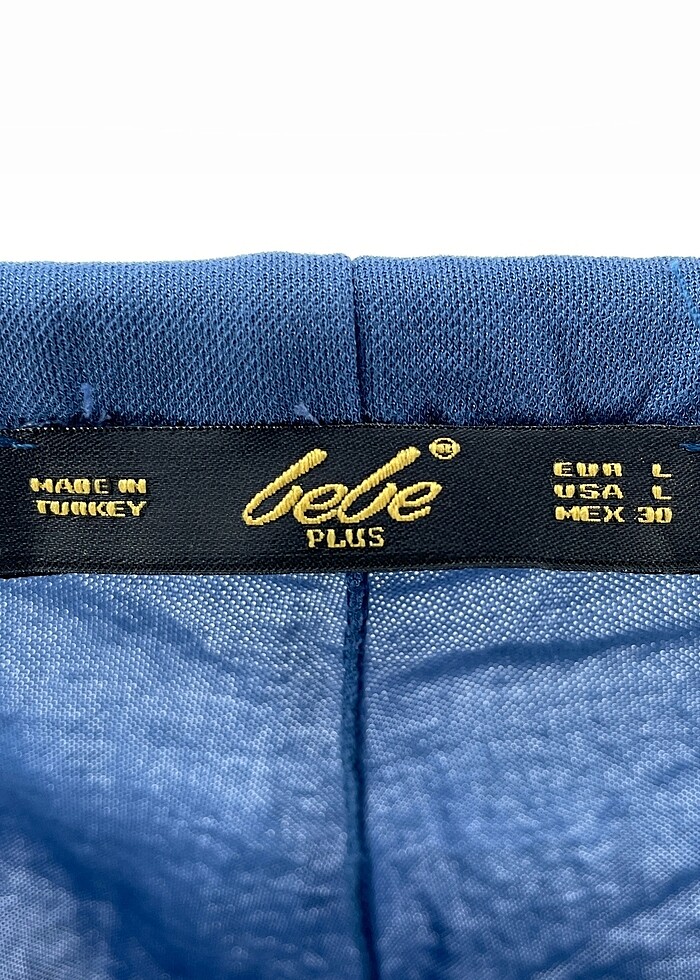 MADE IN
TURKEY
bebe®
PLUS
EUR L
USA L
MEX 30